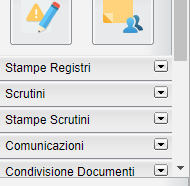 Stampe Registri
Scrutini
Stampe Scrutini
Comunicazioni
Condivisione Documenti